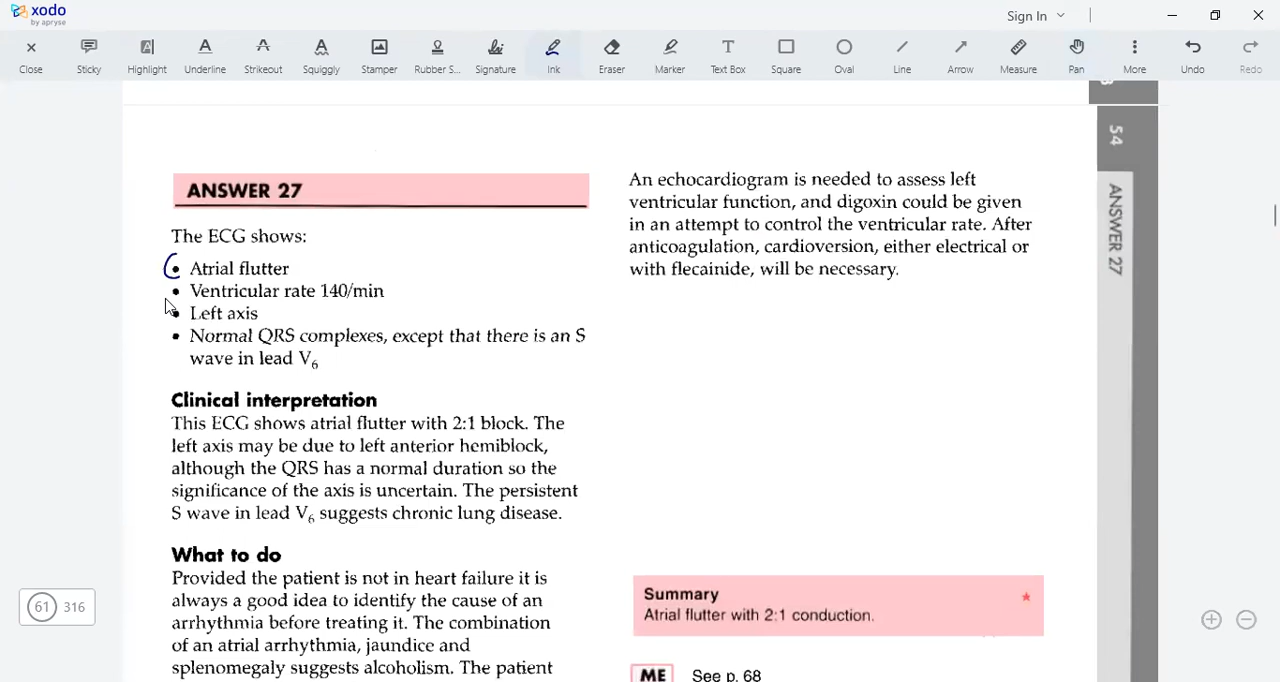 xodo
by apryse
Sign In
Close
Sticky
Highlight
Underline
Strikeout
Squiggly
Stamper
Rubber S...
Signature
Ink
Eraser
Marker
Text Box
Square
Oval
Line
Arrow
Measure
Pan
More
Undo
Redo
54
ANSWER 27
ANSWER 27
The ECG shows:
• Atrial flutter
• Ventricular rate 140/min
• Left axis
• Normal QRS complexes, except that there is an S
wave in lead V6
Clinical interpretation
This ECG shows atrial flutter with 2:1 block. The
left axis may be due to left anterior hemiblock,
although the QRS has a normal duration so the
significance of the axis is uncertain. The persistent
S wave in lead V6 suggests chronic lung disease.
What to do
Provided the patient is not in heart failure it is
always a good idea to identify the cause of an
arrhythmia before treating it. The combination
of an atrial arrhythmia, jaundice and
splenomegaly suggests alcoholism. The patient
An echocardiogram is needed to assess left
ventricular function, and digoxin could be given
in an attempt to control the ventricular rate. After
anticoagulation, cardioversion, either electrical or
with flecainide, will be necessary.
Summary
Atrial flutter with 2:1 conduction.
ME See p. 68
61 316